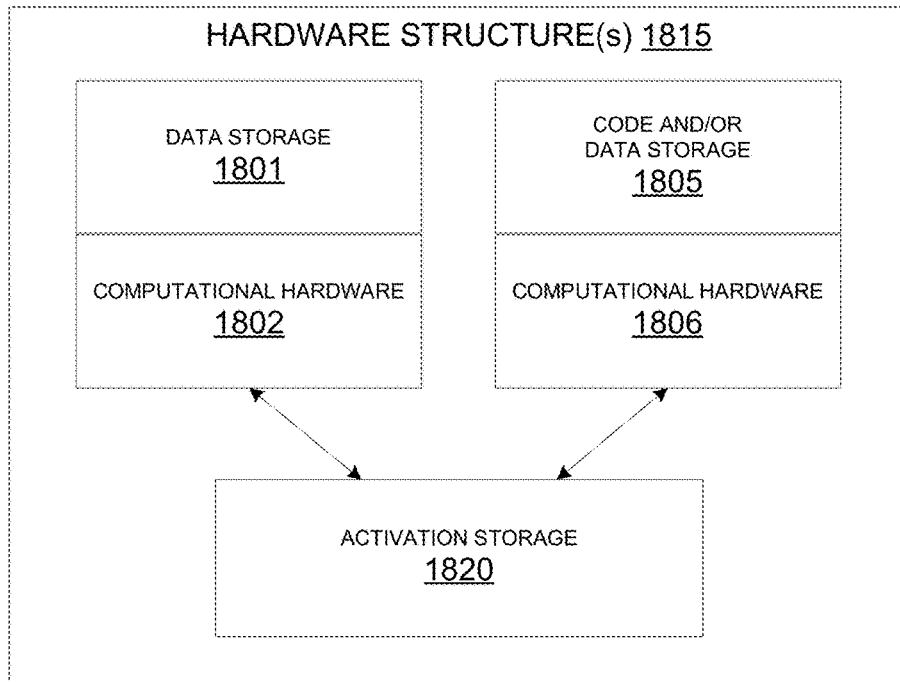 HARDWARE STRUCTURE(s) 1815
DATA STORAGE
1801
COMPUTATIONAL HARDWARE
1802
CODE AND/OR
DATA STORAGE
1805
COMPUTATIONAL HARDWARE
1806
ACTIVATION STORAGE
1820